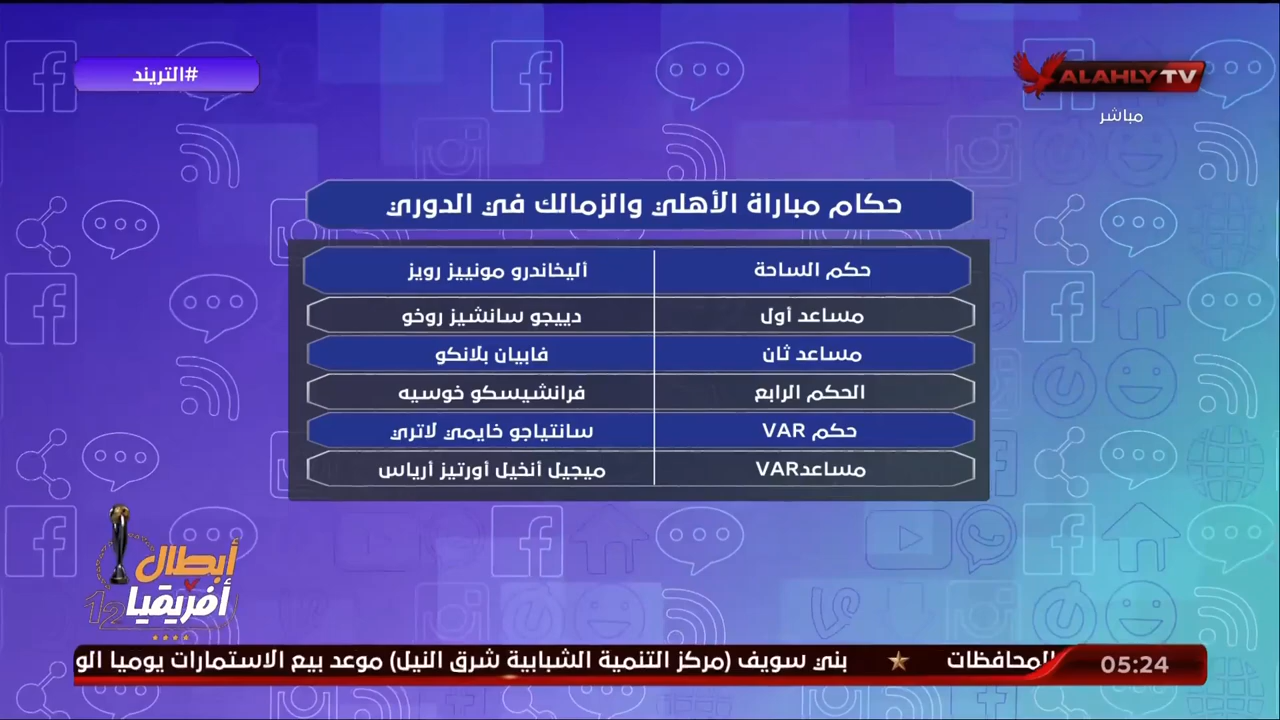 #التريند
ALAHLY TV
مباشر
حكام مباراة الأهلي والزمالك في الدوري
حكم الساحة أليخاندرو مونييز رويز
مساعد أول دييجو سانشيز روخو
مساعد ثان فابيان بلانكو
الحكم الرابع فرانشيسكو خوسيه
حكم VAR سانتياجو خايمي لاتري
مساعدVAR ميجيل أنخيل أورتيز أرياس
أبطال
أفريقيا
12
05:24
المحافظات ★ بني سويف (مركز التنمية الشبابية شرق النيل) موعد بيع الاستمارات يوميا الو